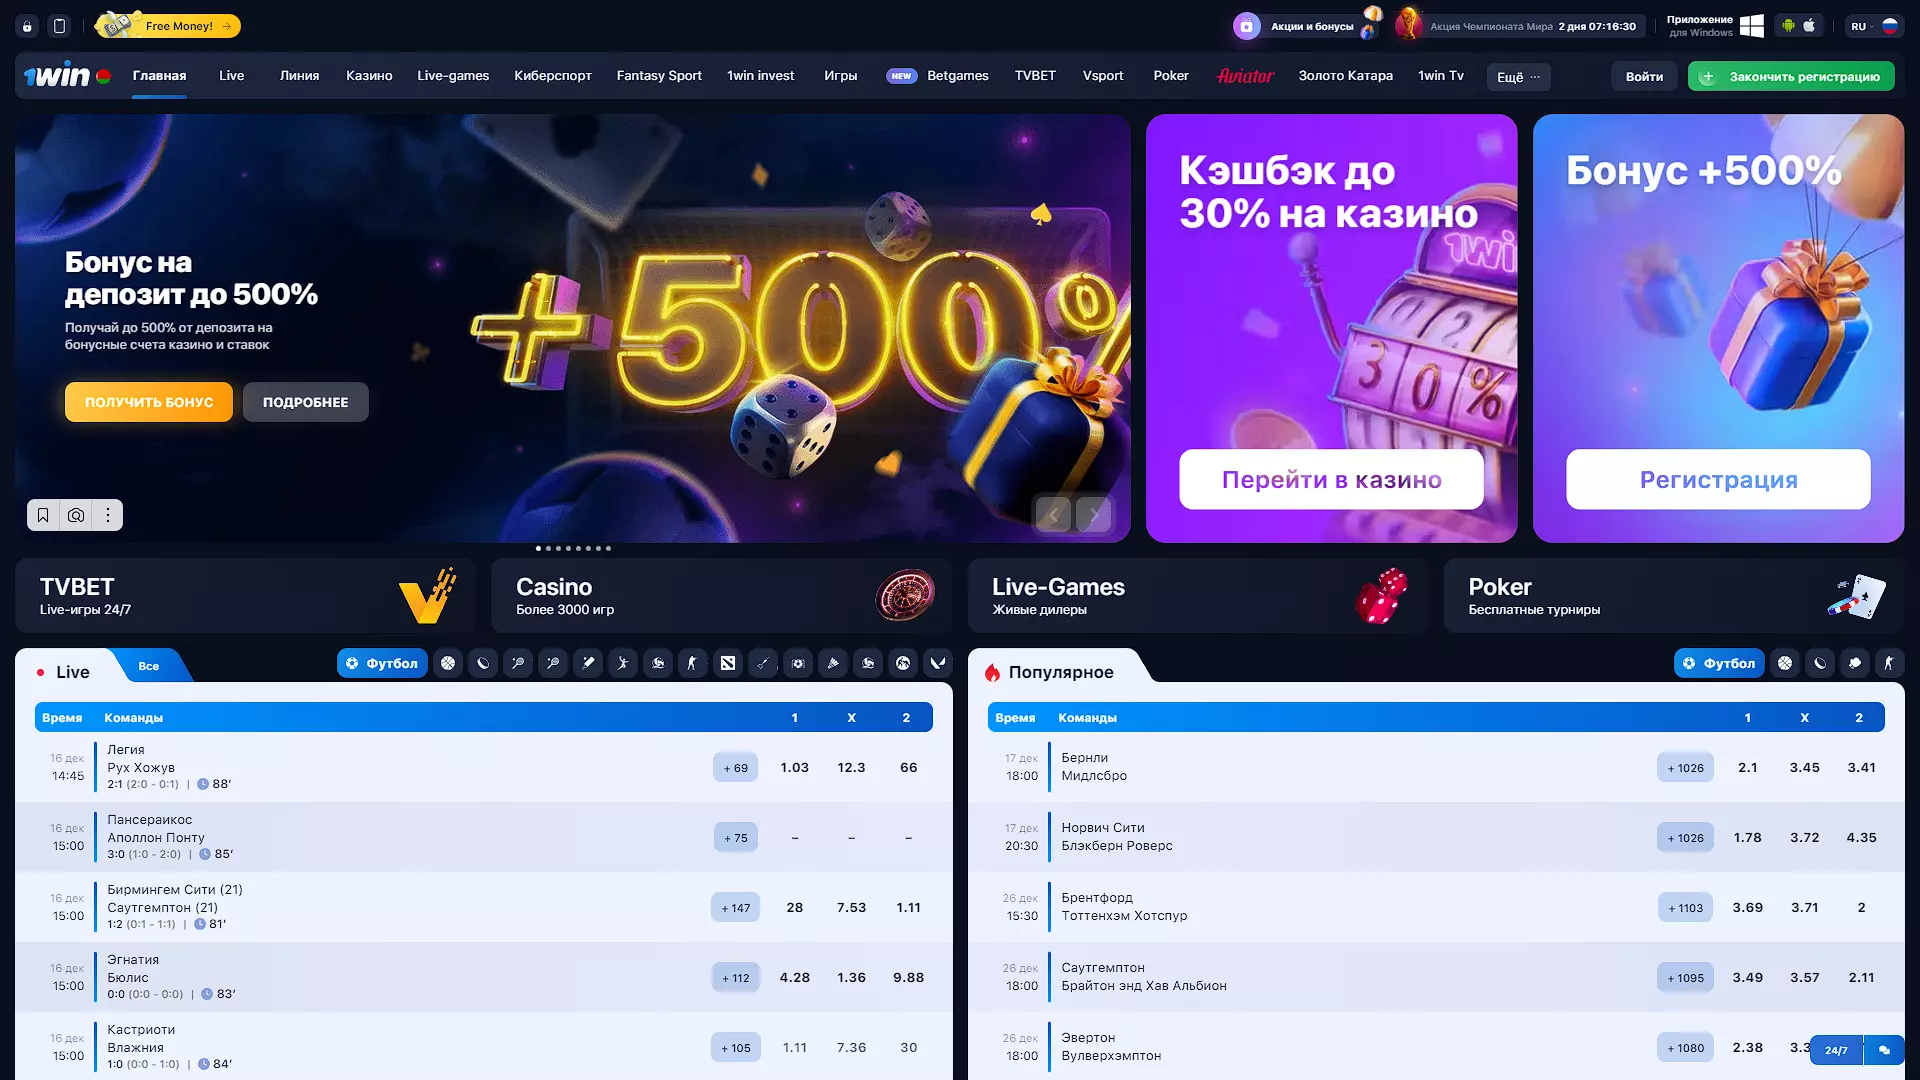 Free Money! →
Акции и бонусы
Акция Чемпионата Мира 2 дня 07:16:30
Приложение
для Windows
RU
1win
Главная Live Линия Казино Live-games Киберспорт Fantasy Sport 1win invest Игры NEW Betgames TVBET Vsport Poker Aviator Золото Катара 1win Tv Ещё ···
Войти
+ Закончить регистрацию
Бонус на
депозит до 500%
Получай до 500% от депозита на
бонусные счета казино и ставок
ПОЛУЧИТЬ БОНУС
ПОДРОБНЕЕ
+500%
Кэшбэк до
30% на казино
1wi
30%
Перейти в казино
Бонус +500%
Регистрация
TVBET
Live-игры 24/7
Casino
Более 3000 игр
Live-Games
Живые дилеры
Poker
Бесплатные турниры
Live
Все
Футбол
Время Команды 1 X 2
16 дек
14:45
Легия
Рух Хожув
2:1 (2:0 - 0:1) | 88‘
+ 69 1.03 12.3 66
16 дек
15:00
Пансераикос
Аполлон Понту
3:0 (1:0 - 2:0) | 85‘
+ 75 – – –
16 дек
15:00
Бирмингем Сити (21)
Саутгемптон (21)
1:2 (0:1 - 1:1) | 81‘
+ 147 28 7.53 1.11
16 дек
15:00
Эгнатия
Бюлис
0:0 (0:0 - 0:0) | 83‘
+ 112 4.28 1.36 9.88
16 дек
15:00
Кастриоти
Влажния
1:0 (0:0 - 1:0) | 84‘
+ 105 1.11 7.36 30
Популярное
Футбол
Время Команды 1 X 2
17 дек
18:00
Бернли
Мидлсбро
+ 1026 2.1 3.45 3.41
17 дек
20:30
Норвич Сити
Блэкберн Роверс
+ 1026 1.78 3.72 4.35
26 дек
15:30
Брентфорд
Тоттенхэм Хотспур
+ 1103 3.69 3.71 2
26 дек
18:00
Саутгемптон
Брайтон энд Хав Альбион
+ 1095 3.49 3.57 2.11
26 дек
18:00
Эвертон
Вулверхэмптон
+ 1080 2.38
24/7